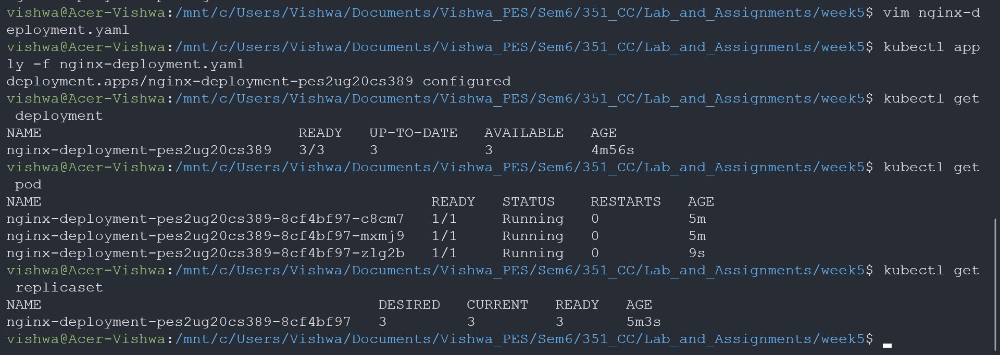 vishwa@Acer-Vishwa:/mnt/c/Users/Vishwa/Documents/Vishwa_PES/Sem6/351_CC/Lab_and_Assignments/week5$ vim nginx-d
eployment.yaml
vishwa@Acer-Vishwa:/mnt/c/Users/Vishwa/Documents/Vishwa_PES/Sem6/351_CC/Lab_and_Assignments/week5$ kubectl app
ly -f nginx-deployment.yaml
deployment.apps/nginx-deployment-pes2ug20cs389 configured
vishwa@Acer-Vishwa:/mnt/c/Users/Vishwa/Documents/Vishwa_PES/Sem6/351_CC/Lab_and_Assignments/week5$ kubectl get
 deployment
NAME                             READY   UP-TO-DATE   AVAILABLE   AGE
nginx-deployment-pes2ug20cs389   3/3     3            3           4m56s
vishwa@Acer-Vishwa:/mnt/c/Users/Vishwa/Documents/Vishwa_PES/Sem6/351_CC/Lab_and_Assignments/week5$ kubectl get
 pod
NAME                                            READY   STATUS    RESTARTS   AGE
nginx-deployment-pes2ug20cs389-8cf4bf97-c8cm7   1/1     Running   0          5m
nginx-deployment-pes2ug20cs389-8cf4bf97-mxmj9   1/1     Running   0          5m
nginx-deployment-pes2ug20cs389-8cf4bf97-zlg2b   1/1     Running   0          9s
vishwa@Acer-Vishwa:/mnt/c/Users/Vishwa/Documents/Vishwa_PES/Sem6/351_CC/Lab_and_Assignments/week5$ kubectl get
 replicaset
NAME                                      DESIRED   CURRENT   READY   AGE
nginx-deployment-pes2ug20cs389-8cf4bf97   3         3         3       5m3s
vishwa@Acer-Vishwa:/mnt/c/Users/Vishwa/Documents/Vishwa_PES/Sem6/351_CC/Lab_and_Assignments/week5$